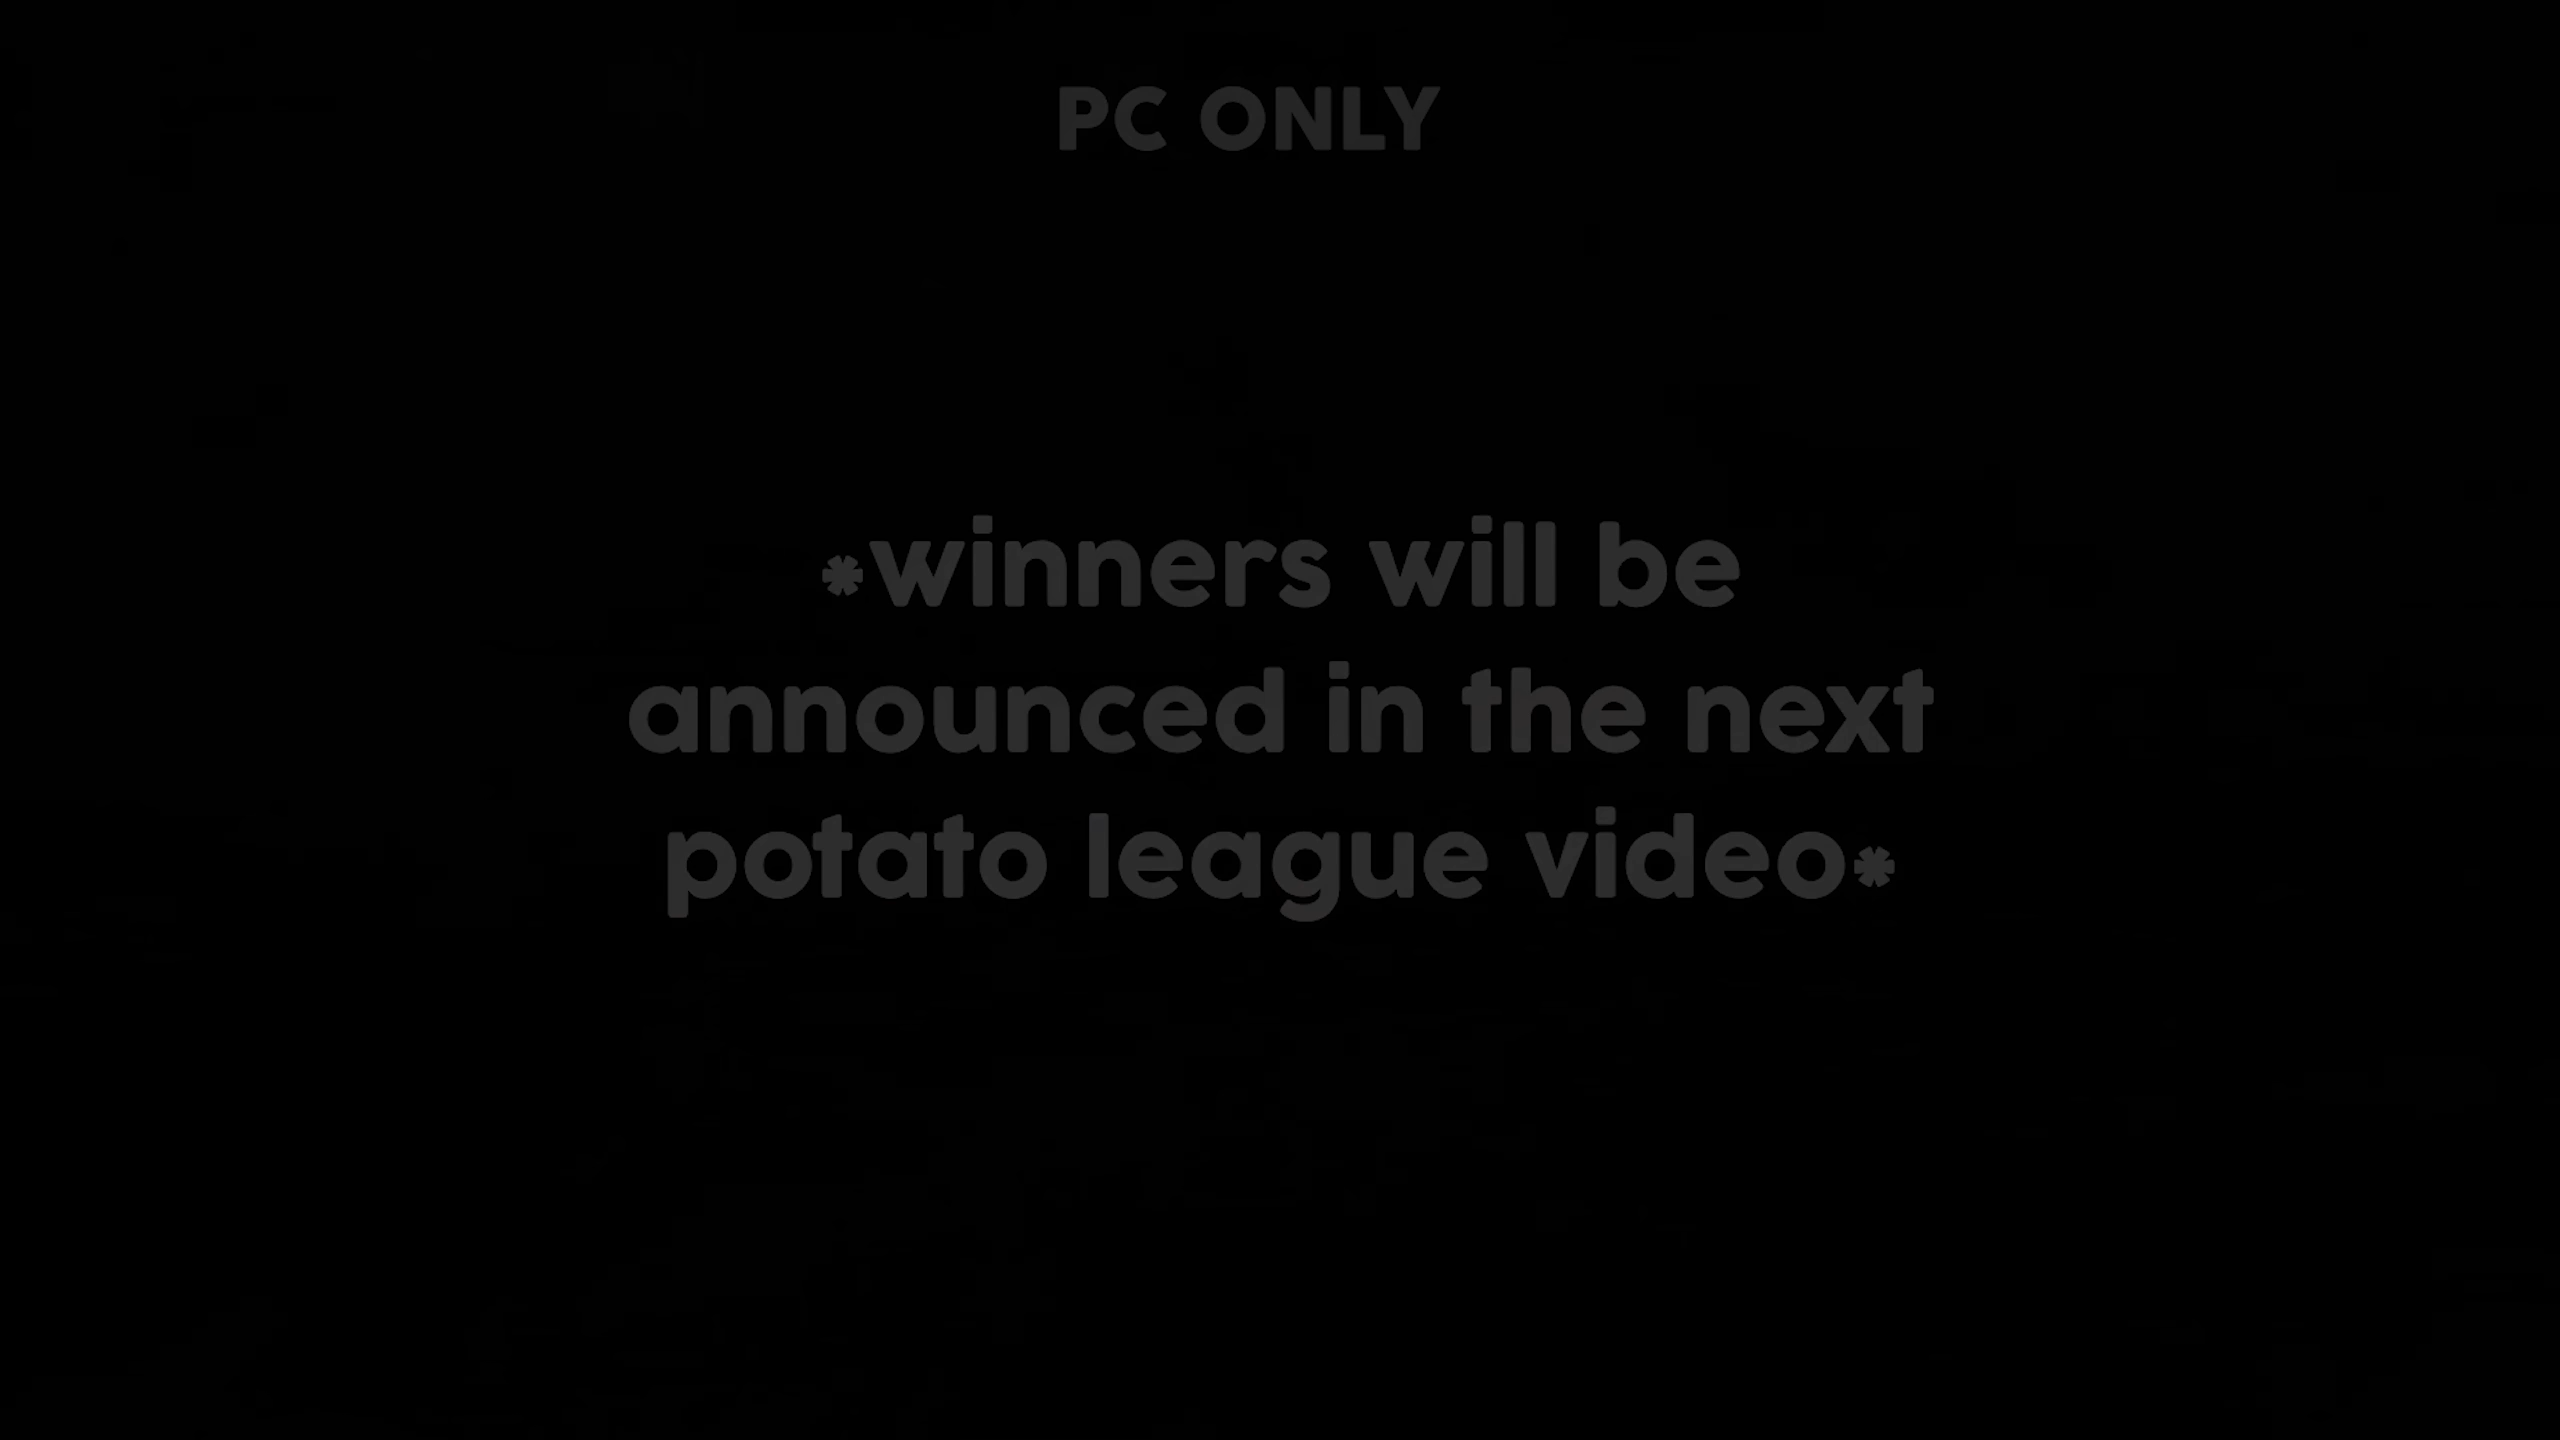 PC ONLY
*winners will be
announced in the next
potato league video*